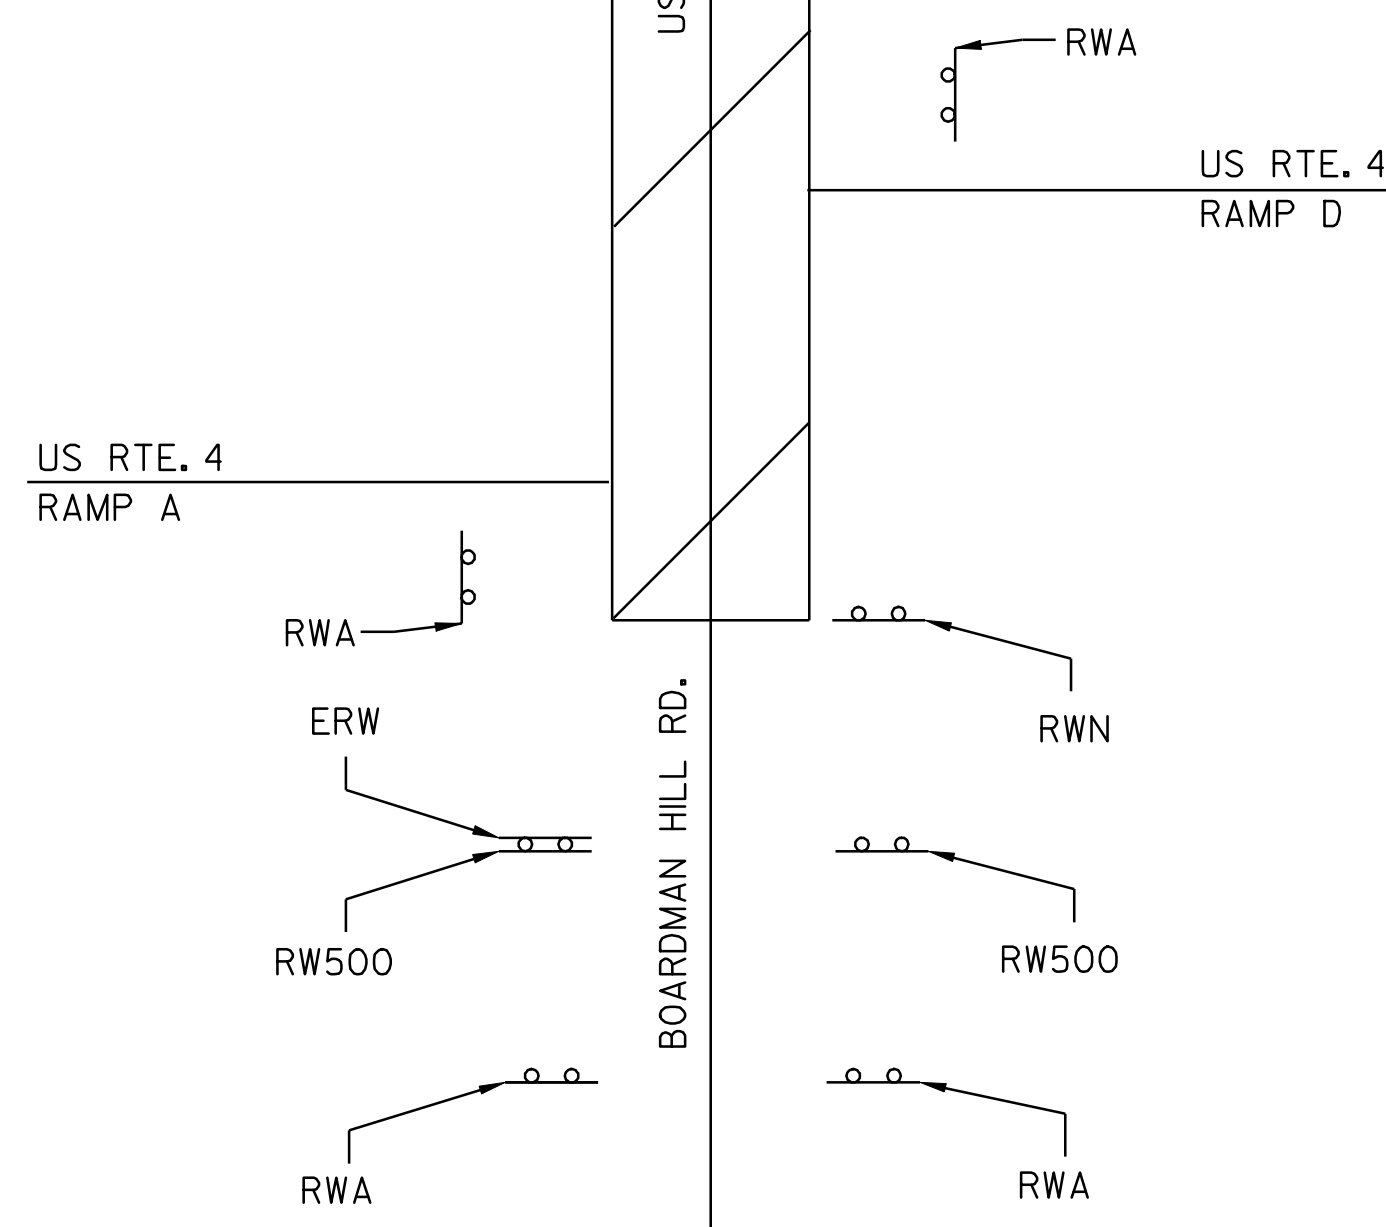 US
RWA
US RTE. 4
RAMP D
US RTE. 4
RAMP A
RWA
ERW
RWN
BOARDMAN HILL RD.
RW500
RW500
RWA
RWA